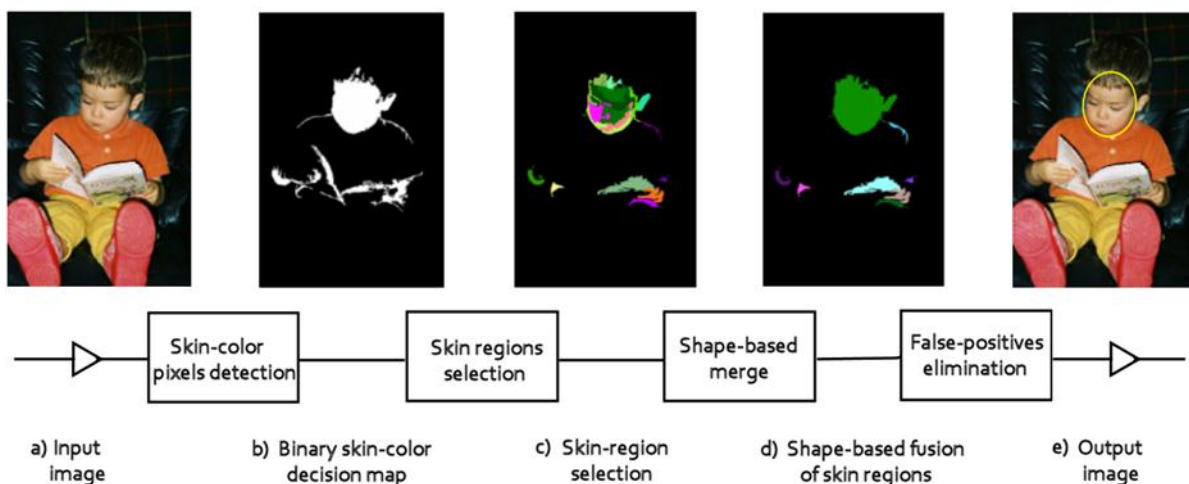 Skin-color
pixels detection
Skin regions
selection
Shape-based
merge
False-positives
elimination
a) Input
image
b) Binary skin-color
decision map
c) Skin-region
selection
d) Shape-based fusion
of skin regions
e) Output
image